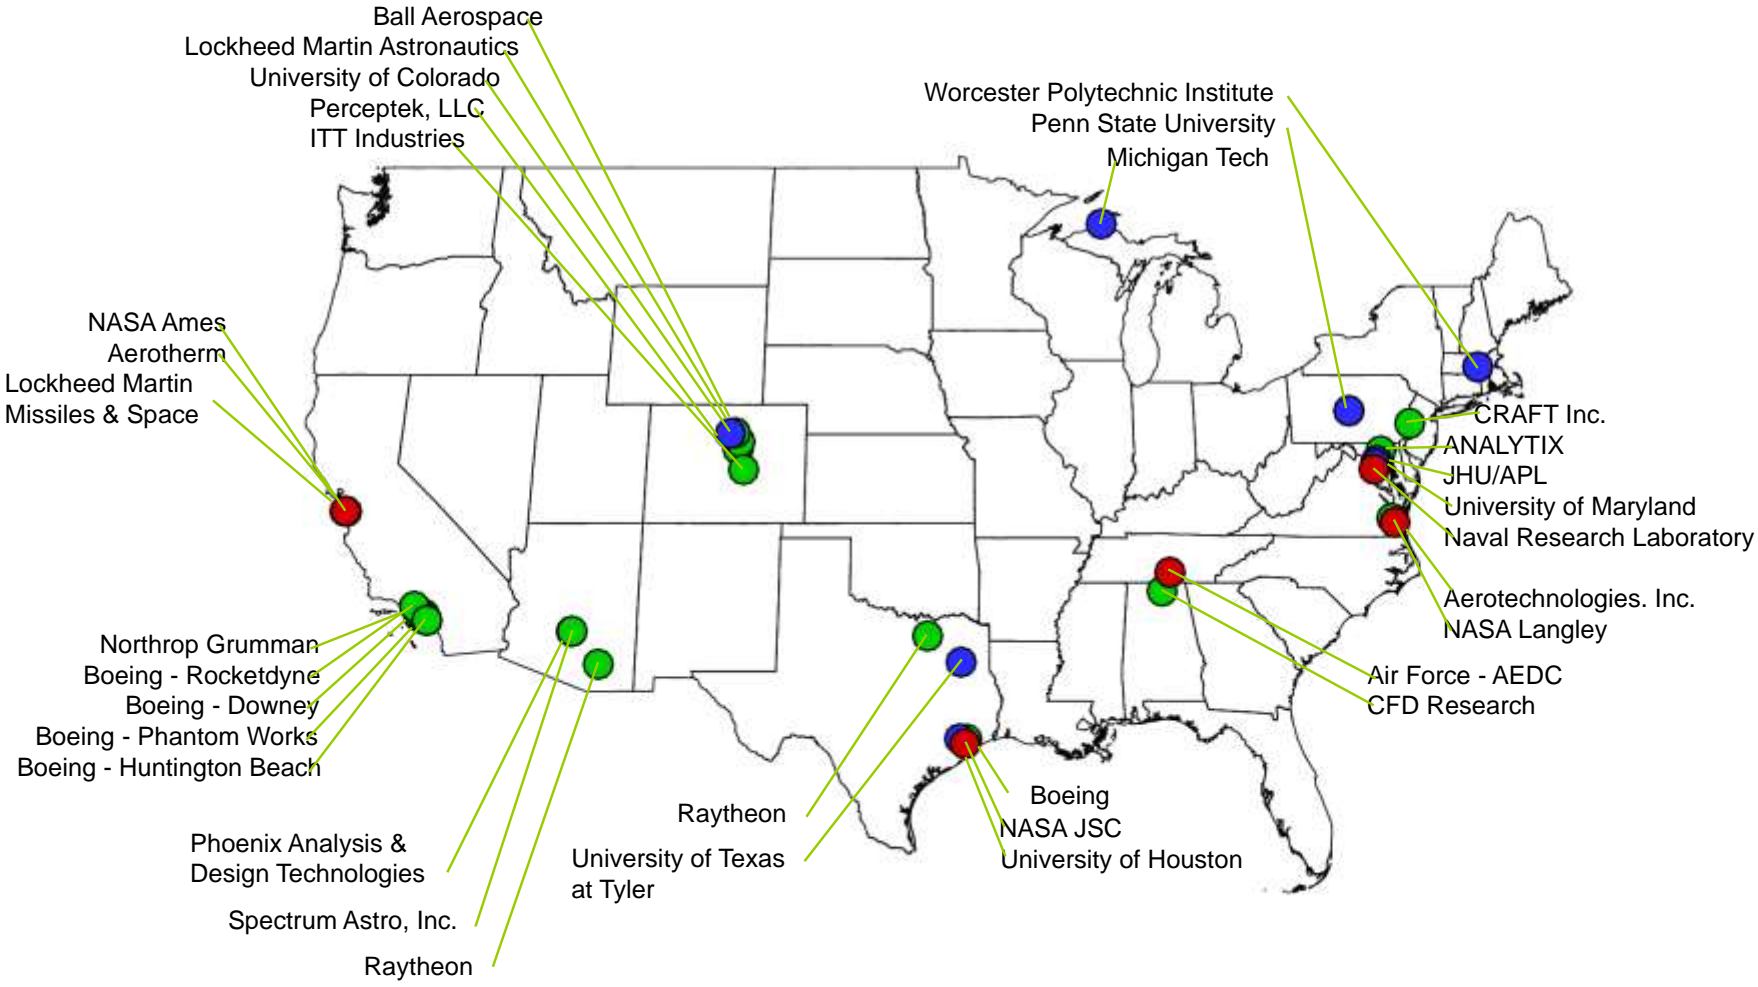 Ball Aerospace
Lockheed Martin Astronautics
University of Colorado
Perceptek, LLC
ITT Industries
Worcester Polytechnic Institute
Penn State University
Michigan Tech
NASA Ames
Aerotherm
Lockheed Martin
Missiles & Space
CRAFT Inc.
ANALYTIX
JHU/APL
University of Maryland
Naval Research Laboratory
Aerotechnologies. Inc.
NASA Langley
Air Force - AEDC
CFD Research
Northrop Grumman
Boeing - Rocketdyne
Boeing - Downey
Boeing - Phantom Works
Boeing - Huntington Beach
Phoenix Analysis &
Design Technologies
Spectrum Astro, Inc.
Raytheon
Raytheon
University of Texas
at Tyler
Boeing
NASA JSC
University of Houston